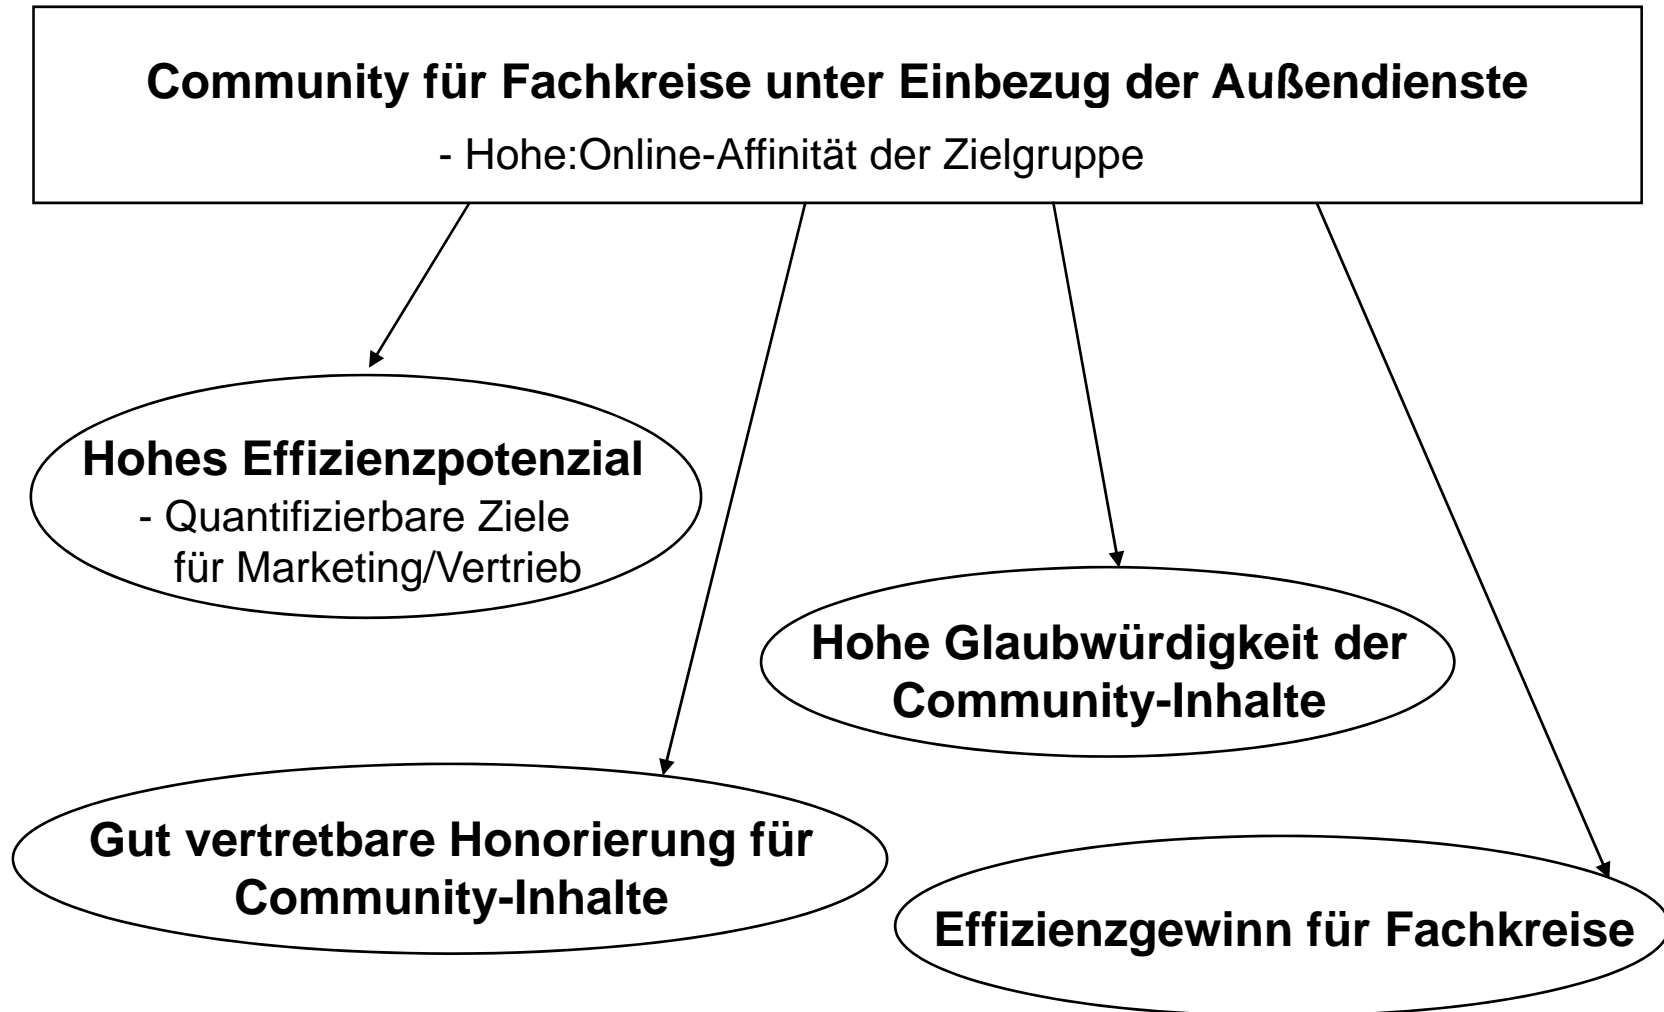 Community für Fachkreise unter Einbezug der Außendienste
- Hohe:Online-Affinität der Zielgruppe
Hohes Effizienzpotenzial
- Quantifizierbare Ziele
für Marketing/Vertrieb
Hohe Glaubwürdigkeit der
Community-Inhalte
Gut vertretbare Honorierung für
Community-Inhalte
Effizienzgewinn für Fachkreise